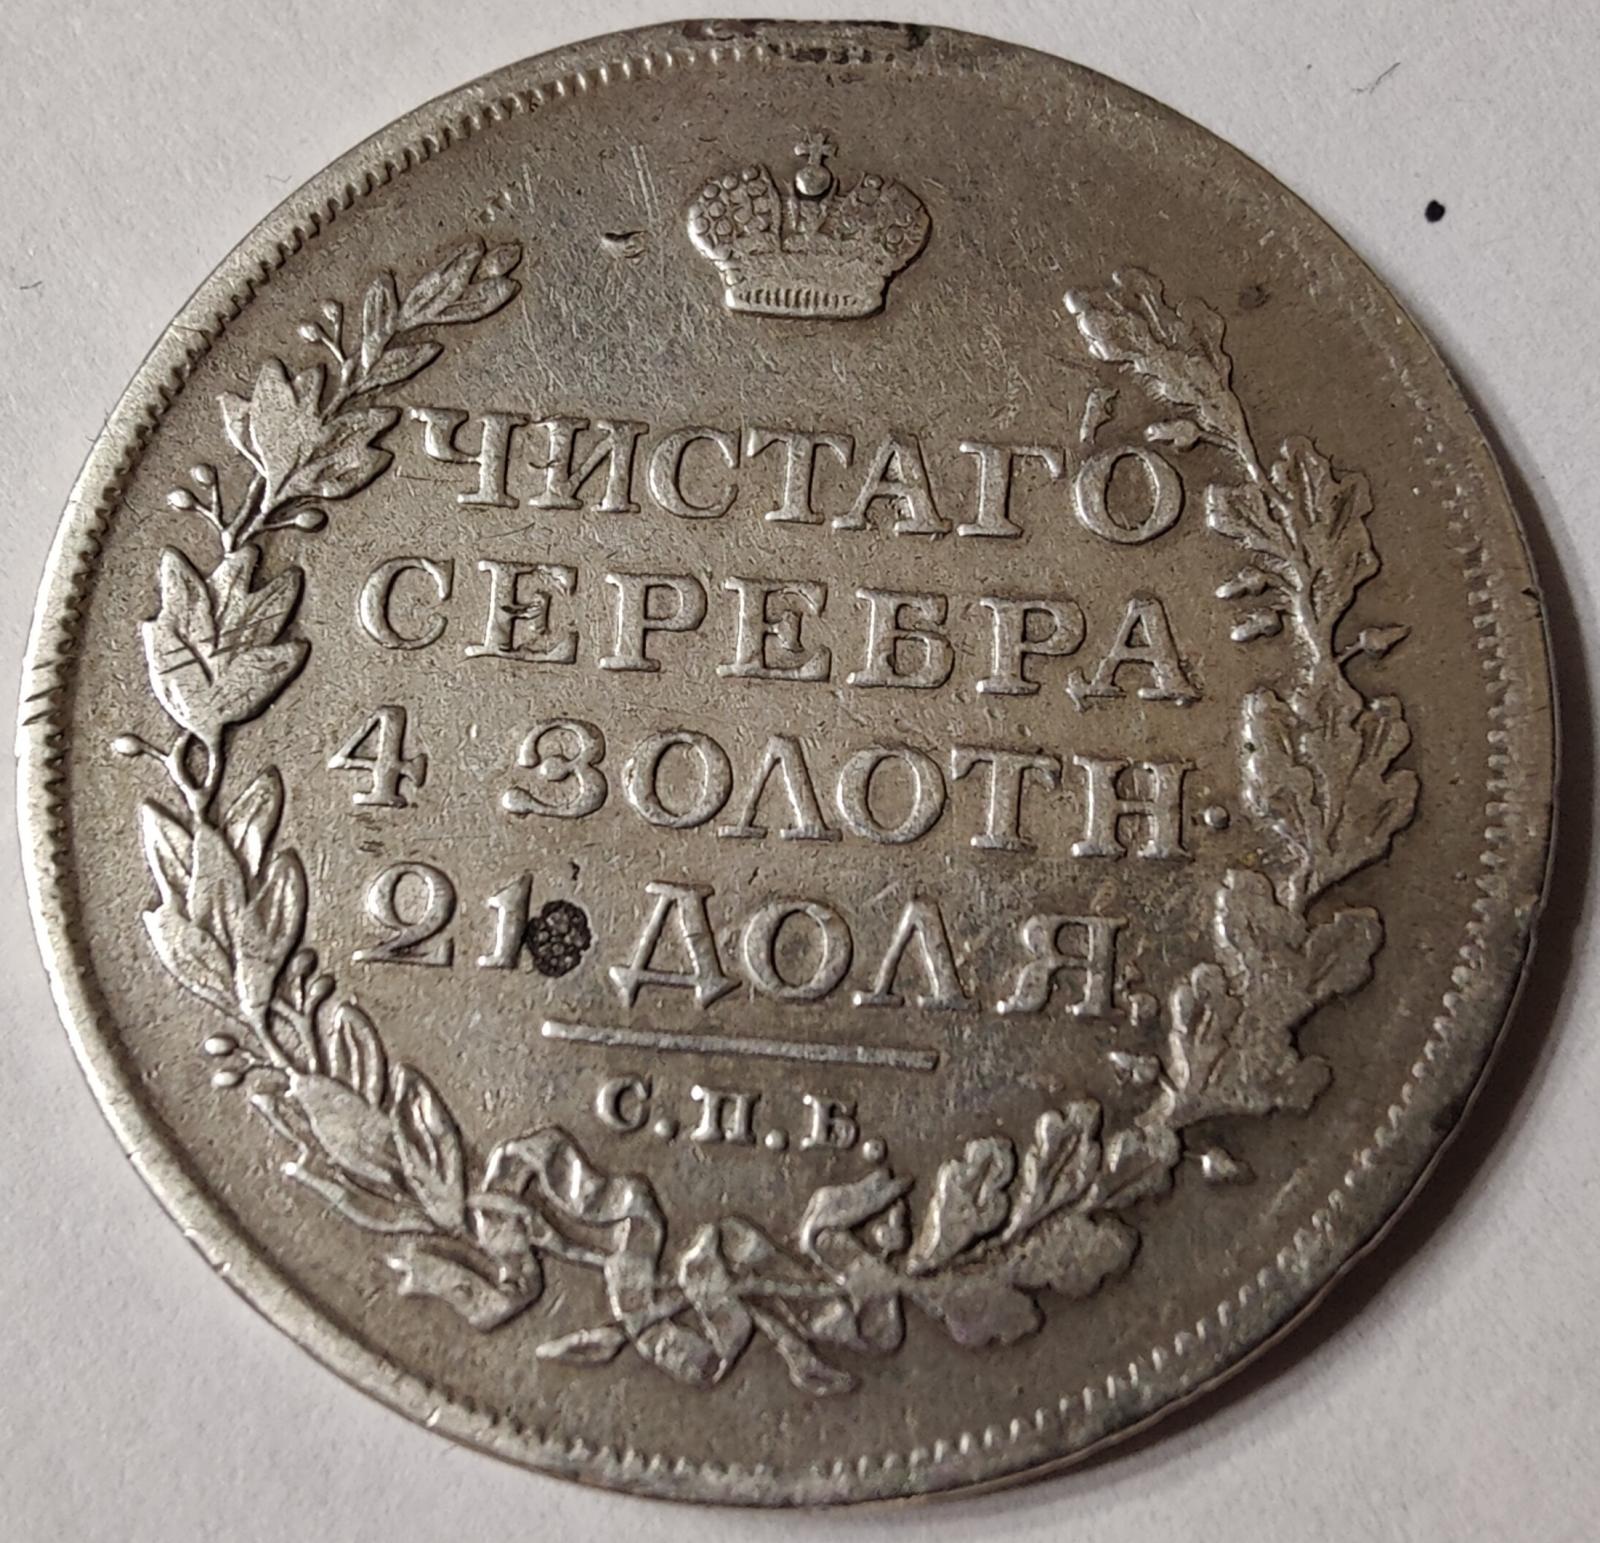 ЧИСТАГО
СЕРЕБРА
4 ЗОЛОТН.
21 ДОЛЯ
С.П.Б.